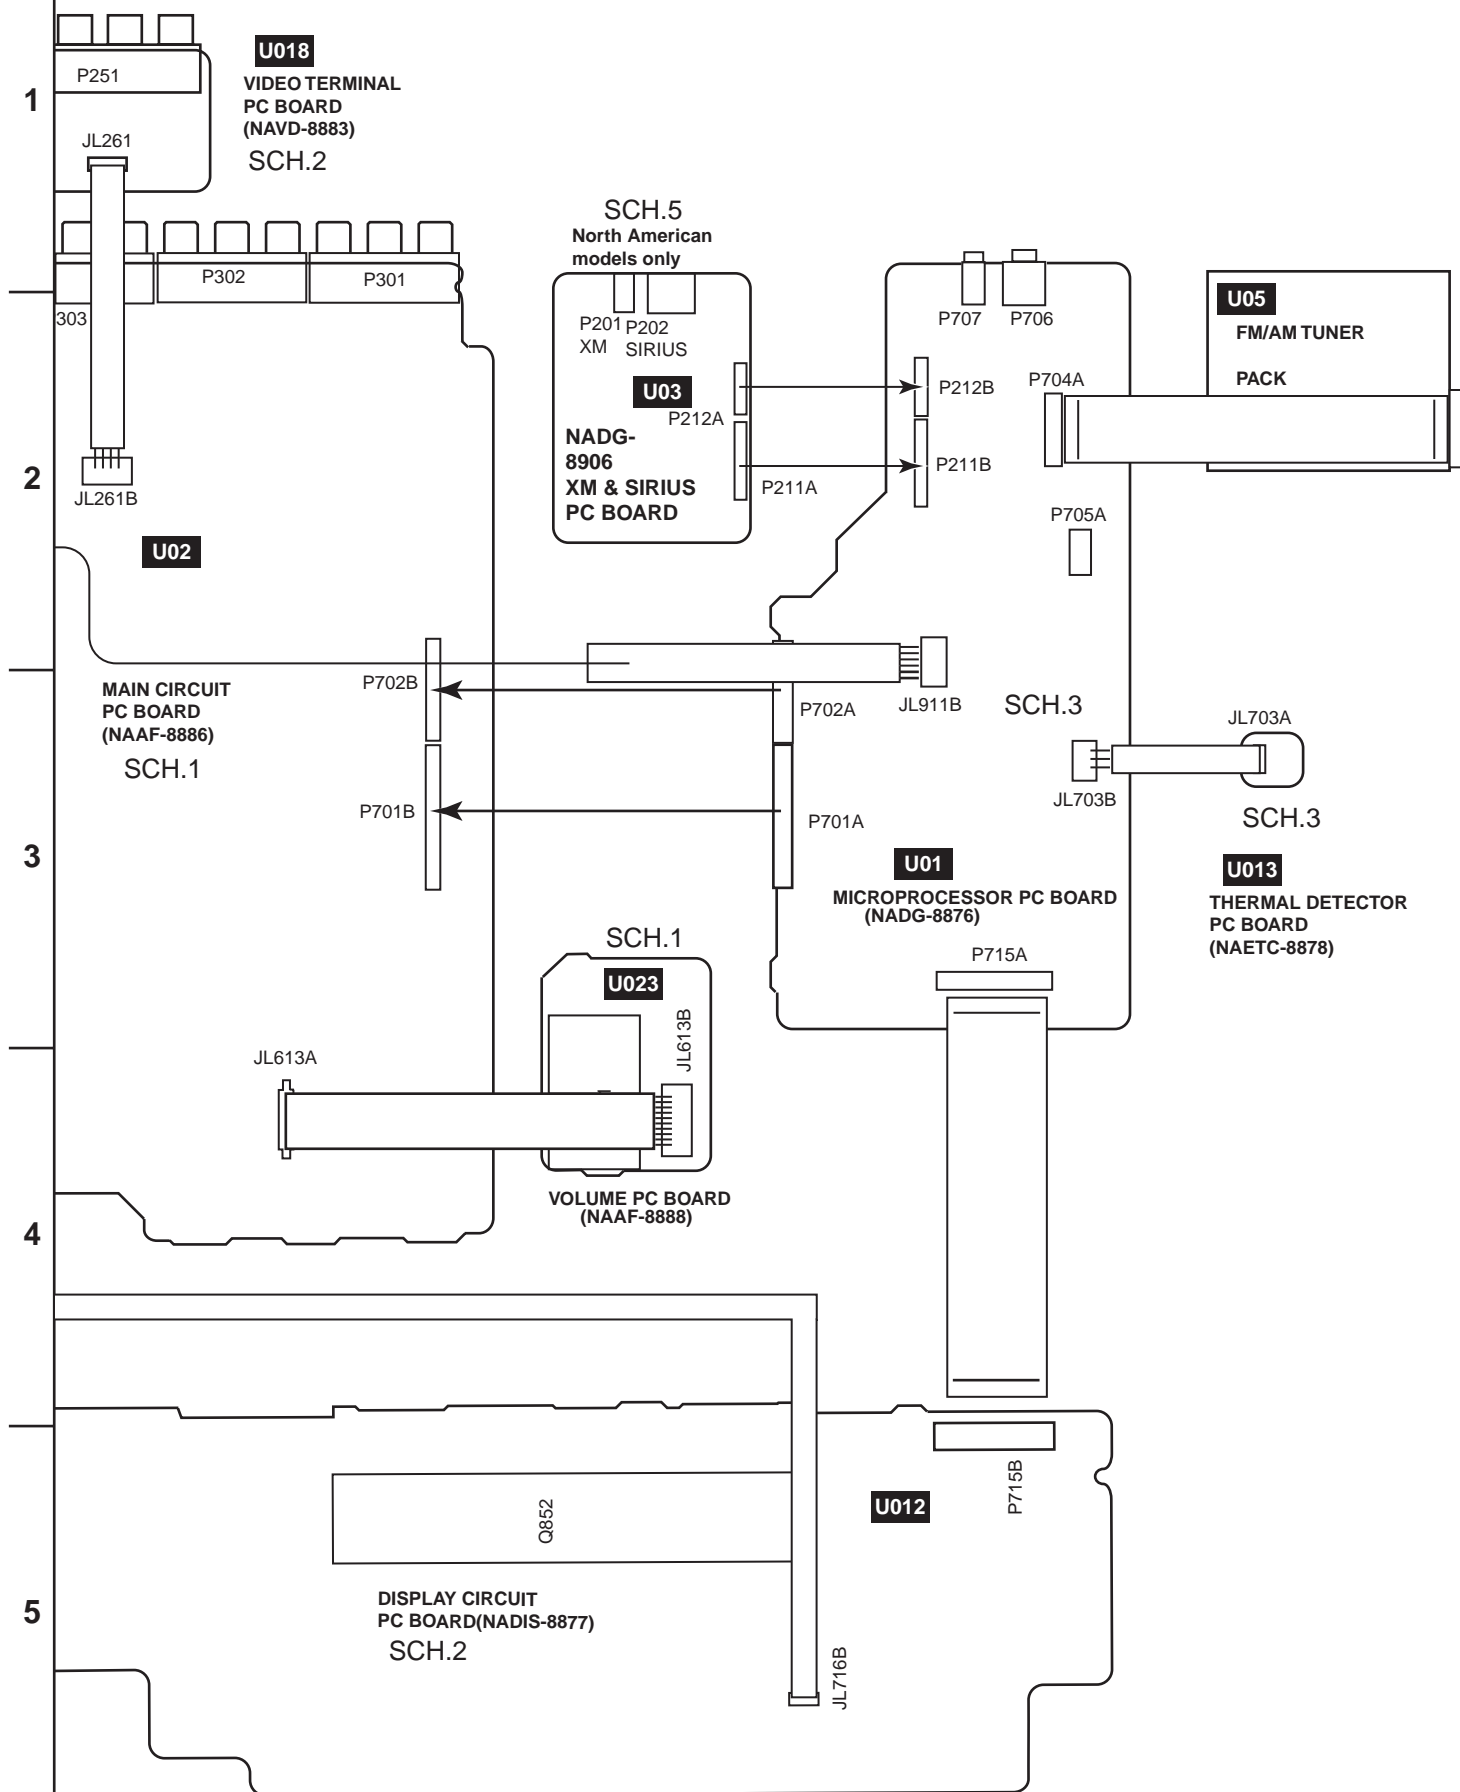 1
P251
U018
VIDEO TERMINAL
PC BOARD
(NAVD-8883)
SCH.2
JL261
P302
P301
303
SCH.5
North American
models only
P201
XM
P202
SIRIUS
U03
P212A
NADG-
8906
XM & SIRIUS
PC BOARD
P211A
P707
P706
P212B
P704A
P211B
P705A
U05
FM/AM TUNER
PACK
2
JL261B
U02
MAIN CIRCUIT
PC BOARD
(NAAF-8886)
SCH.1
P702B
P702A
JL911B
SCH.3
JL703A
JL703B
SCH.3
P701B
P701A
3
U01
MICROPROCESSOR PC BOARD
(NADG-8876)
U013
THERMAL DETECTOR
PC BOARD
(NAETC-8878)
P715A
SCH.1
U023
JL613B
JL613A
VOLUME PC BOARD
(NAAF-8888)
4
P715B
U012
Q852
5
DISPLAY CIRCUIT
PC BOARD(NADIS-8877)
SCH.2
JL716B